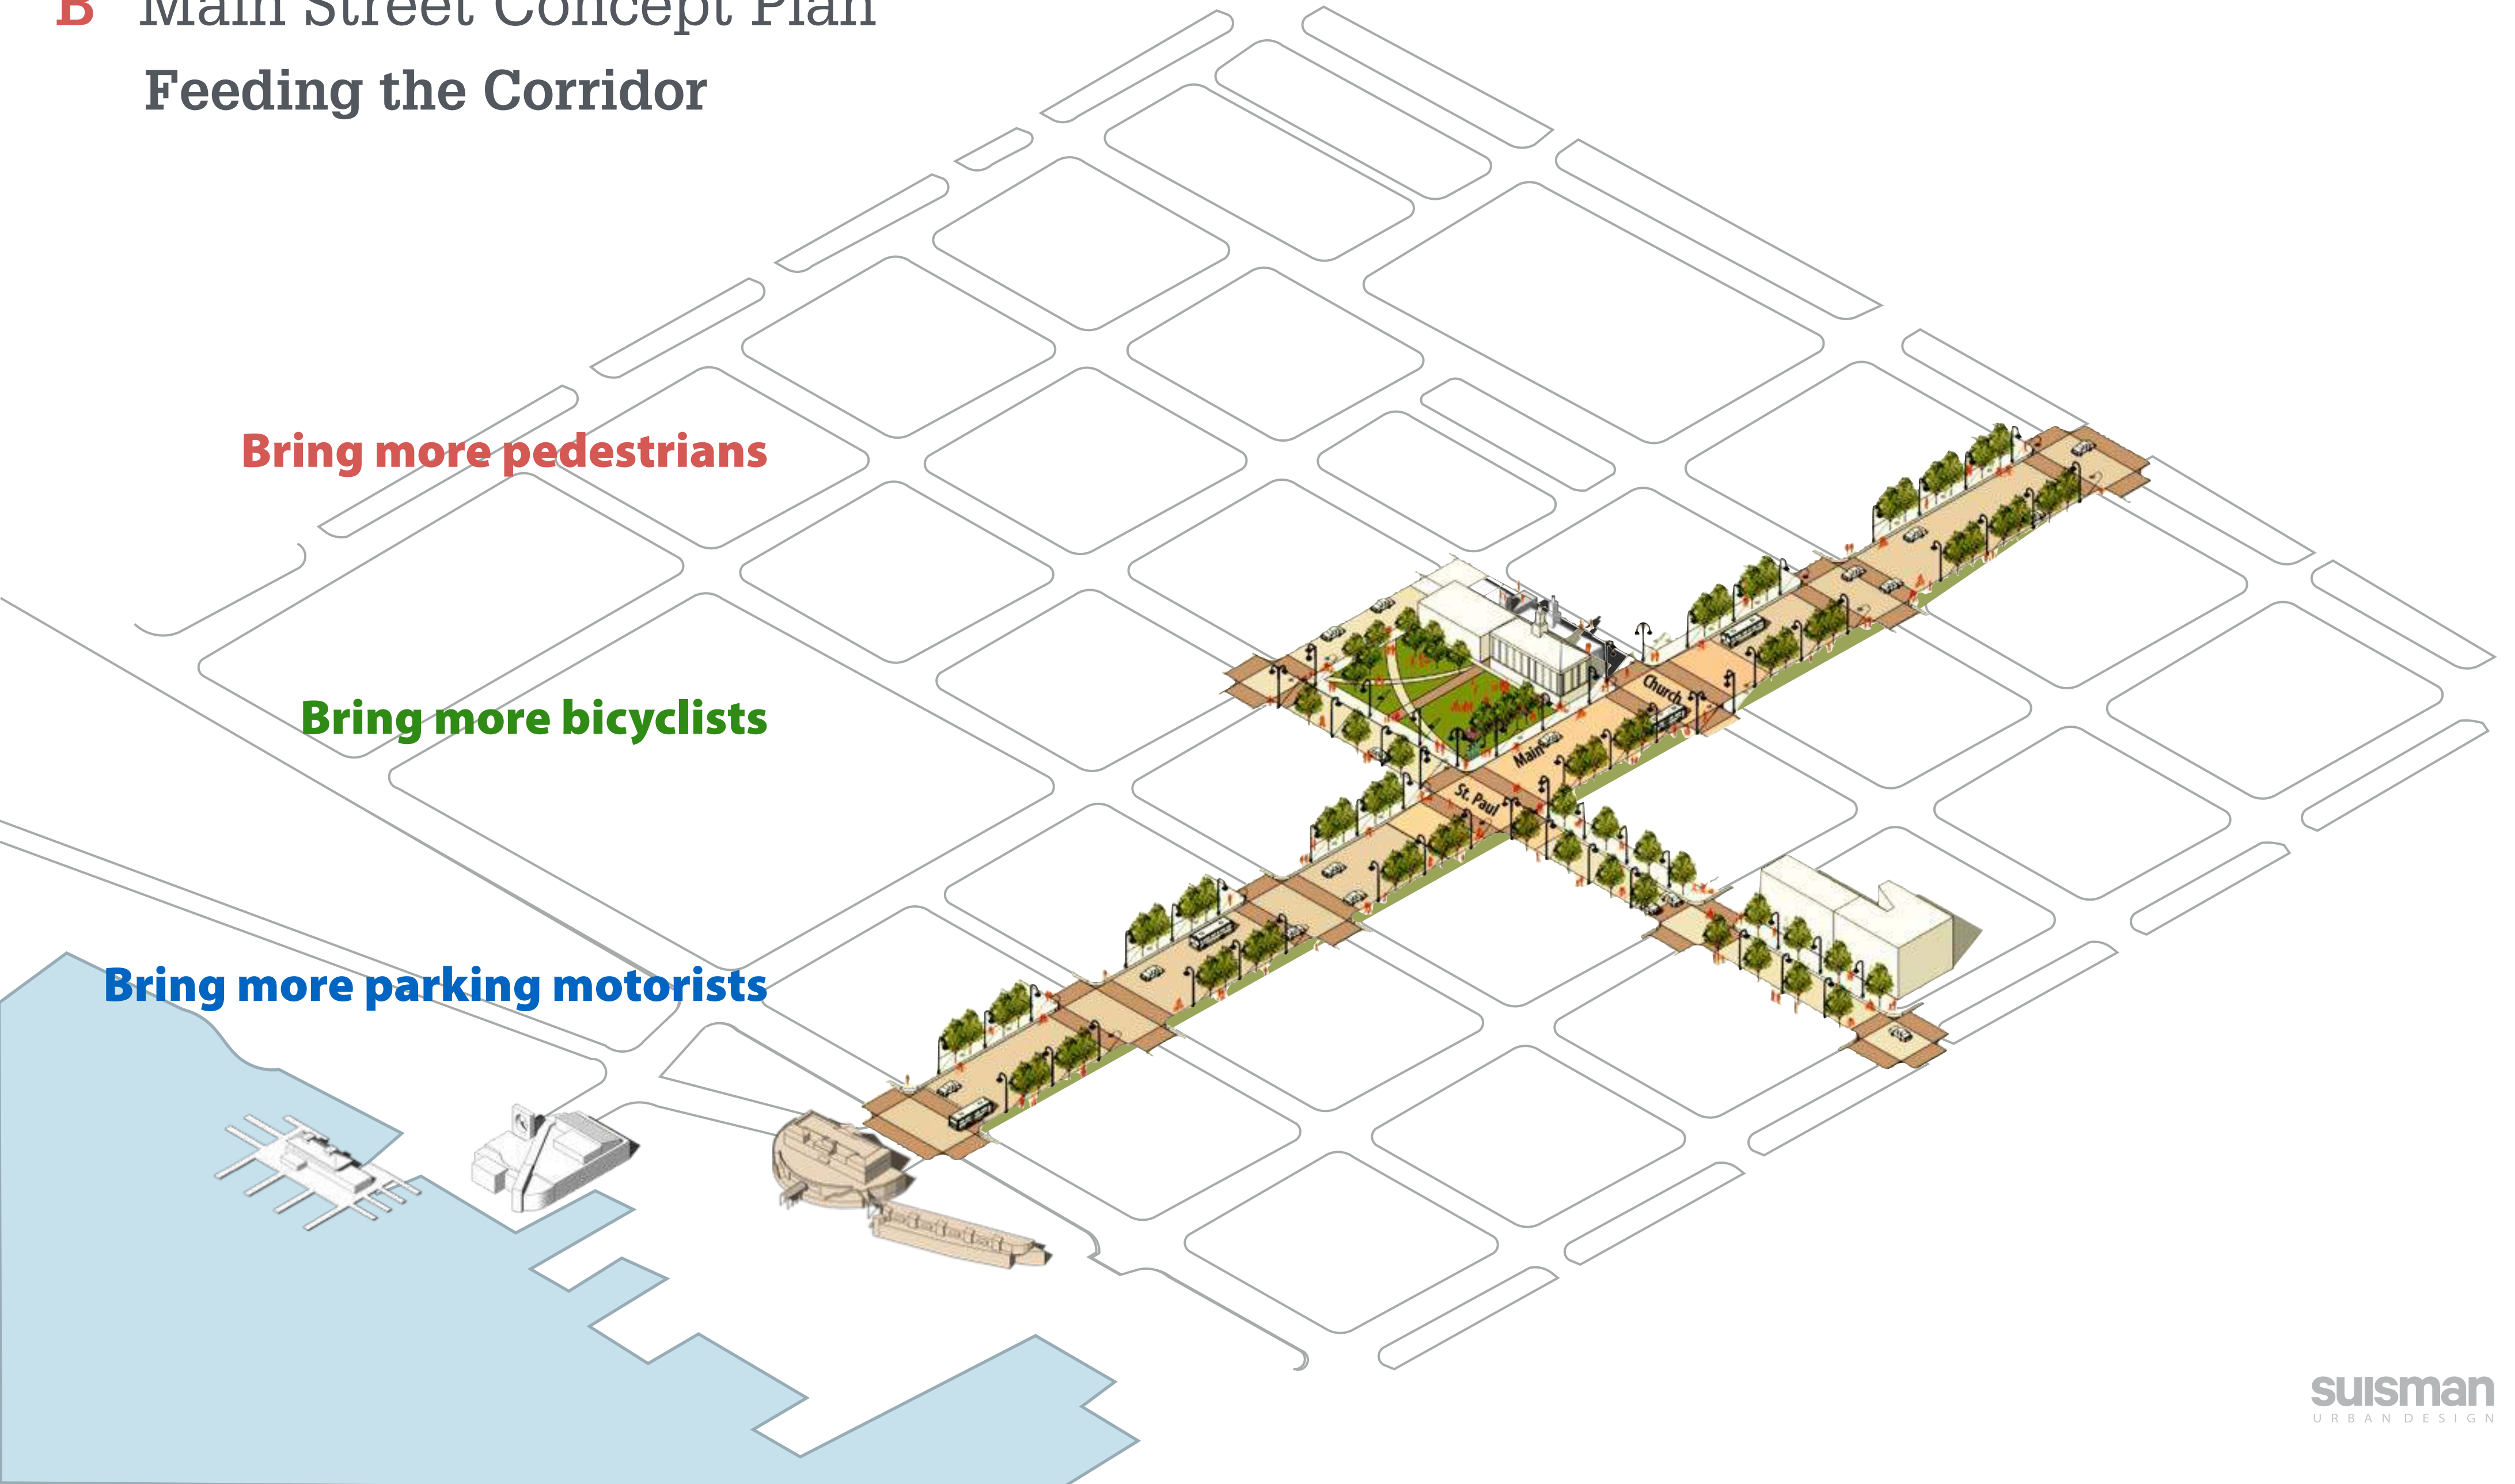 B Main Street Concept Plan
Feeding the Corridor
Bring more pedestrians
Bring more bicyclists
Bring more parking motorists
Church
Main
St. Paul
suisman
URBAN DESIGN